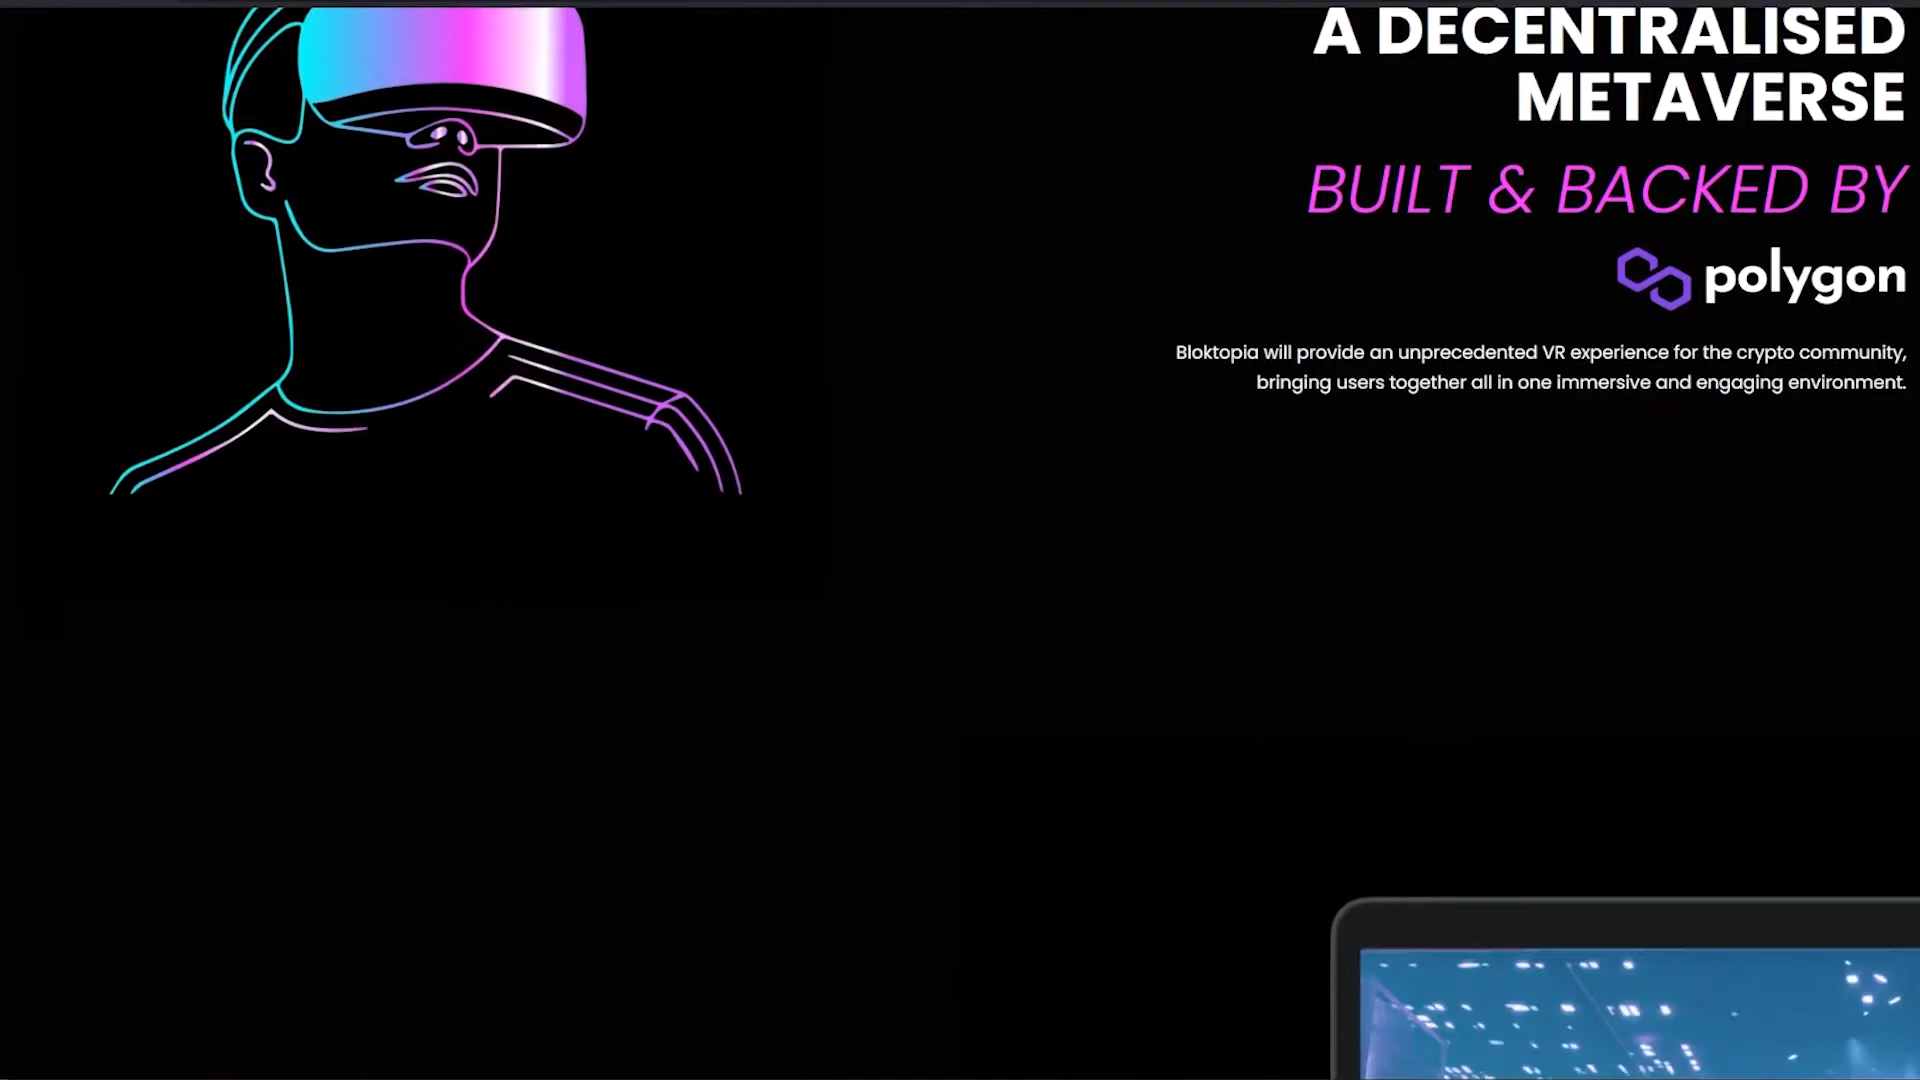 A DECENTRALISED
METAVERSE
BUILT & BACKED BY
polygon
Bloktopia will provide an unprecedented VR experience for the crypto community,
bringing users together all in one immersive and engaging environment.